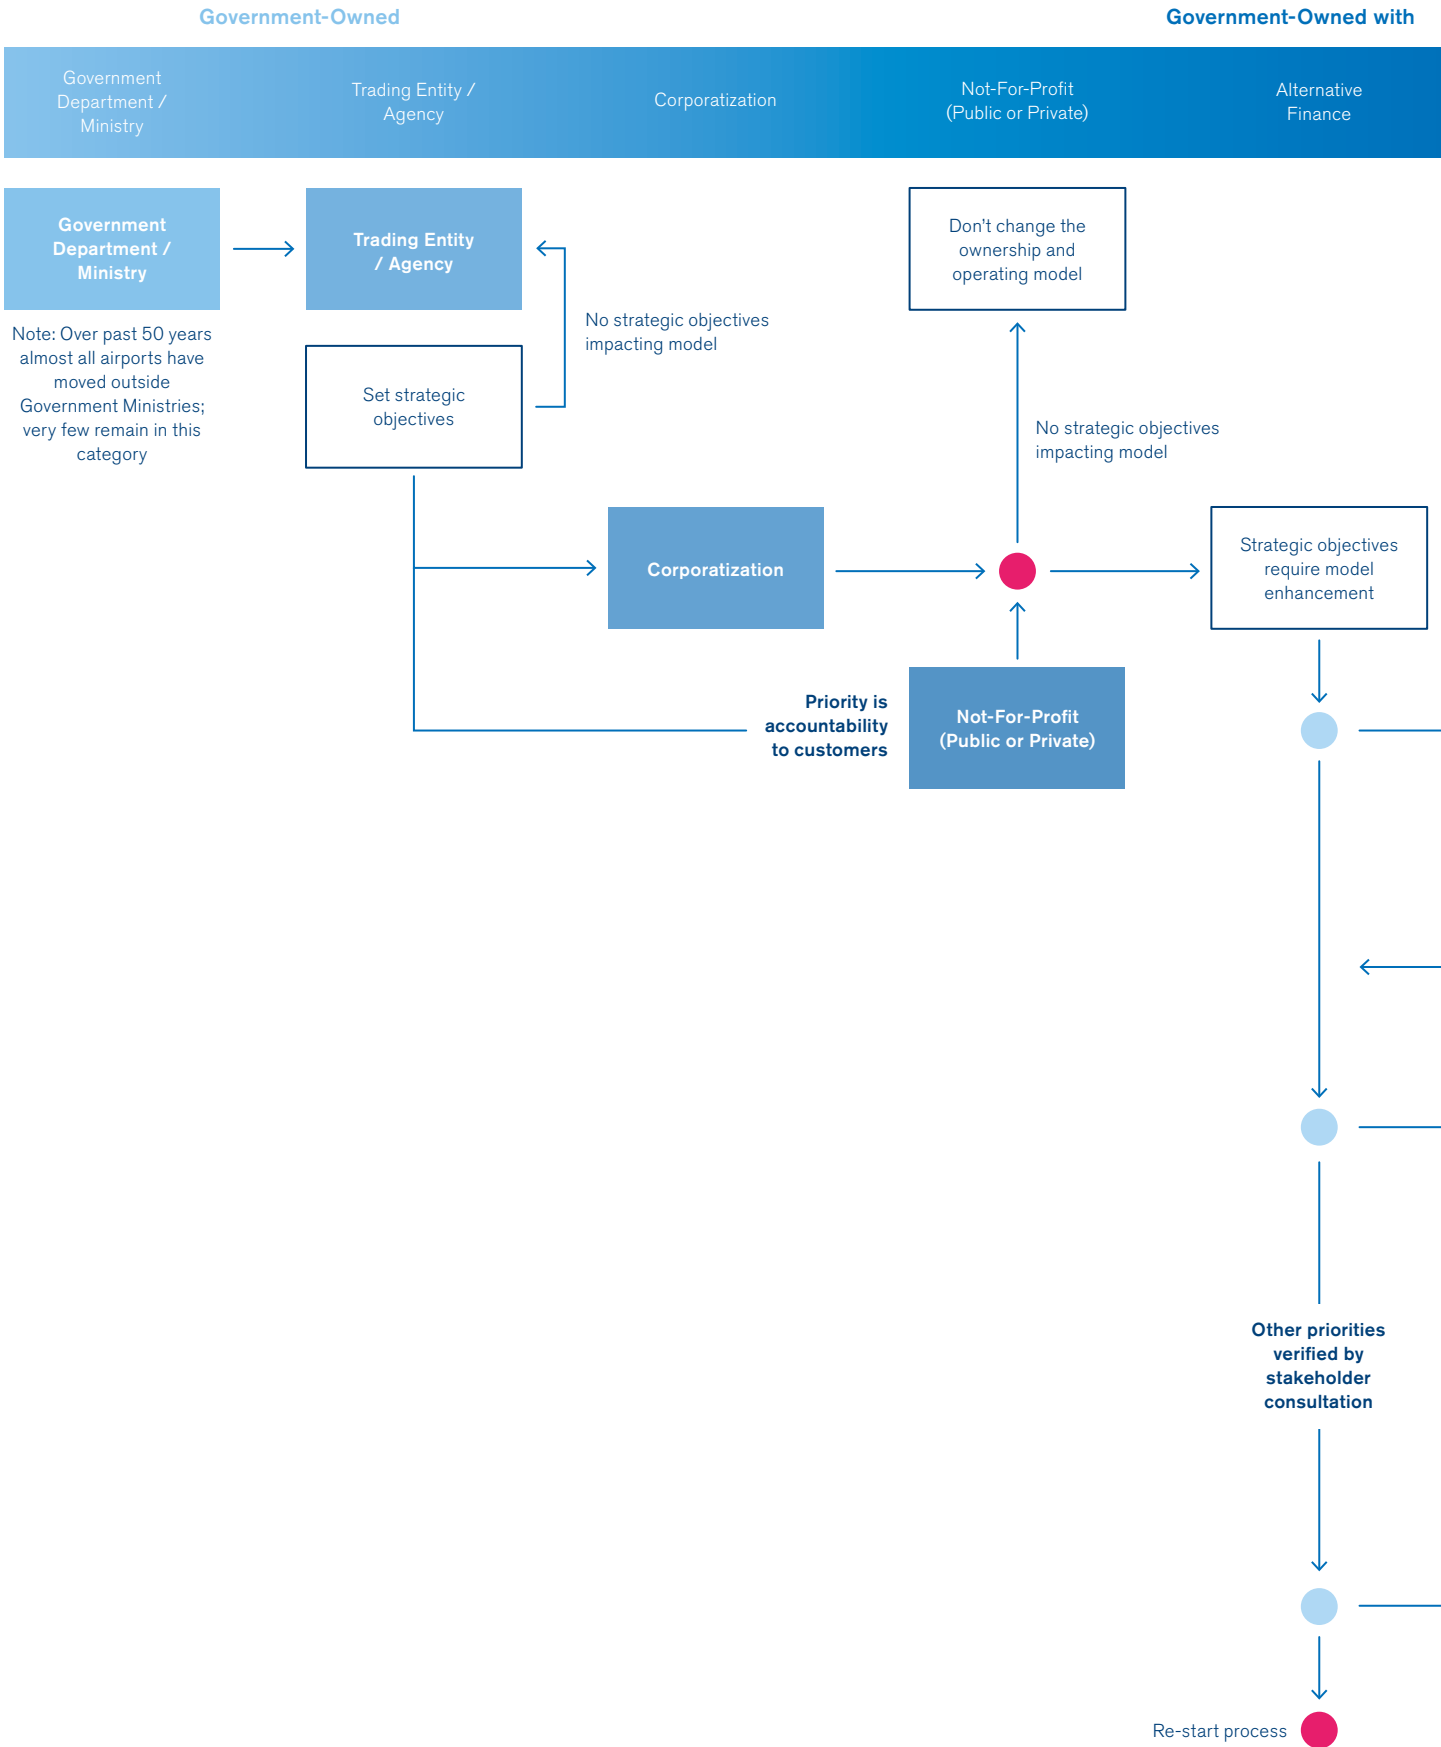 Government-Owned
Government-Owned with
Government
Department /
Ministry
Trading Entity /
Agency
Corporatization
Not-For-Profit
(Public or Private)
Alternative
Finance
Government
Department /
Ministry
Note: Over past 50 years
almost all airports have
moved outside
Government Ministries;
very few remain in this
category
Trading Entity
/ Agency
No strategic objectives
impacting model
Set strategic
objectives
Don't change the
ownership and
operating model
No strategic objectives
impacting model
Corporatization
Strategic objectives
require model
enhancement
Priority is
accountability
to customers
Not-For-Profit
(Public or Private)
Other priorities
verified by
stakeholder
consultation
Re-start process